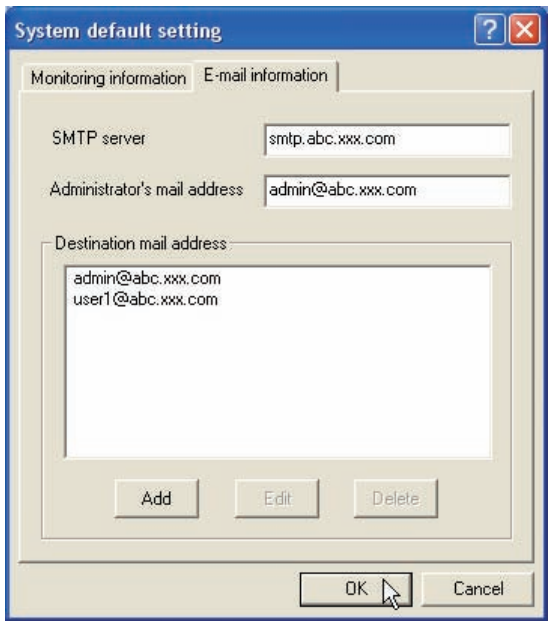 System default setting
Monitoring information E-mail information
SMTP server smtp.abc.xxx.com
Administrator's mail address admin@abc.xxx.com
Destination mail address
admin@abc.xxx.com
user1@abc.xxx.com
Add Edit Delete
OK Cancel